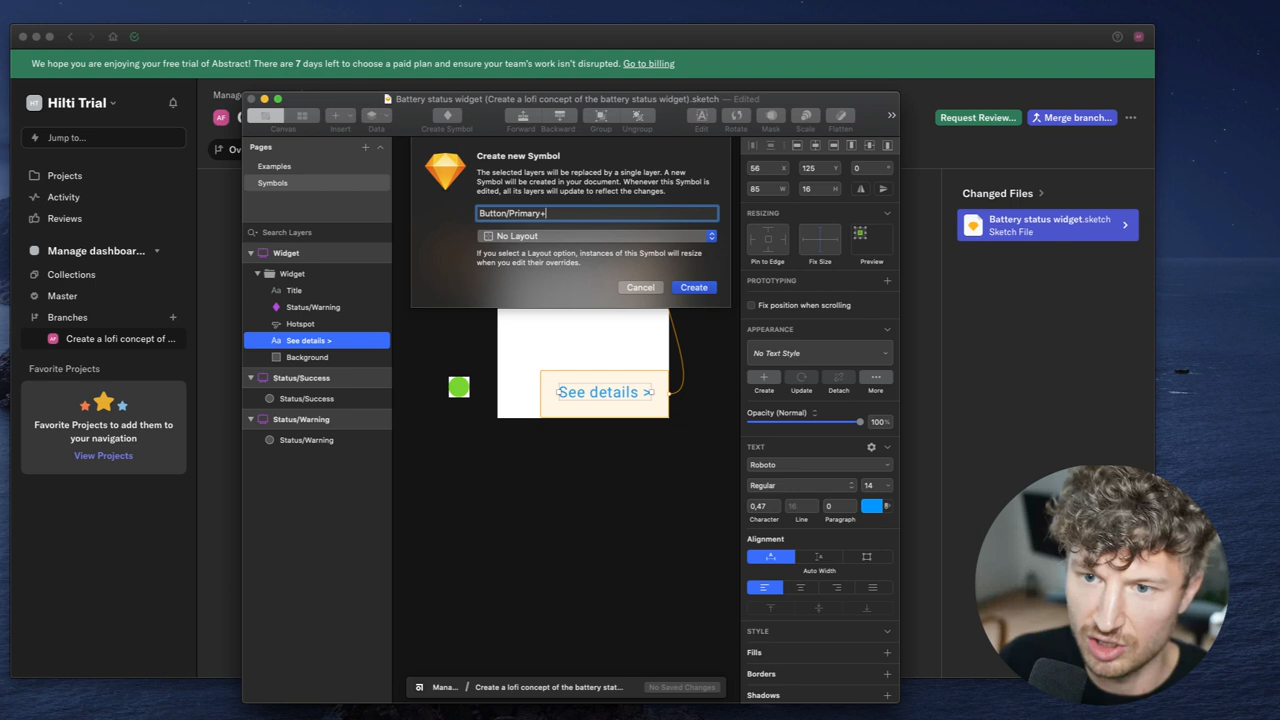 We hope you are enjoying your free trial of Abstract! There are 7 days left to choose a paid plan and ensure your team's work isn't disrupted. Go to billing
HT Hilti Trial
Jump to...
Projects
Activity
Reviews
Manage dashboar...
Collections
Master
Branches
AF Create a lofi concept of ...
Favorite Projects
Favorite Projects to add them to
your navigation
View Projects
Manage
AF
Ov
Battery status widget (Create a lofi concept of the battery status widget).sketch — Edited
Canvas
Insert
Data
Create Symbol
Forward
Backward
Group
Ungroup
Edit
Rotate
Mask
Scale
Flatten
Pages
Examples
Symbols
Search Layers
Widget
Widget
Aa Title
Status/Warning
Hotspot
Aa See details >
Background
Status/Success
Status/Success
Status/Warning
Status/Warning
Create new Symbol
The selected layers will be replaced by a single layer. A new
Symbol will be created in your document. Whenever this Symbol is
edited, all its layers will update to reflect the changes.
Button/Primary+
No Layout
If you select a Layout option, instances of this Symbol will resize
when you edit their overrides.
Cancel
Create
See details >
Mana... / Create a lofi concept of the battery stat...
No Saved Changes
56 X 125 Y 0 °
85 W 16 H
RESIZING
Pin to Edge
Fix Size
Preview
PROTOTYPING
Fix position when scrolling
APPEARANCE
No Text Style
Create
Update
Detach
More
Opacity (Normal)
100%
TEXT
Roboto
Regular
14
0,47 16 0
Character
Line
Paragraph
Alignment
Auto Width
STYLE
Fills
Borders
Shadows
Request Review...
Merge branch...
Changed Files
Battery status widget.sketch
Sketch File